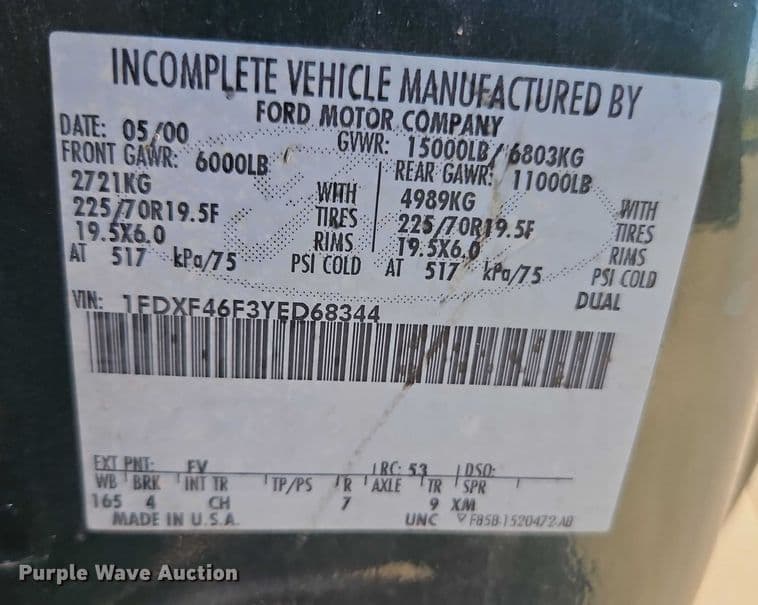 INCOMPLETE VEHICLE MANUFACTURED BY
FORD MOTOR COMPANY
DATE: 05/00 GVWR: 15000LB/6803KG
FRONT GAWR: 6000LB REAR GAWR: 11000LB
2721KG WITH 4989KG WITH
225/70R19.5F TIRES 225/70R19.5F TIRES
19.5X6.0 RIMS 19.5X6.0 RIMS
AT 517 kPa/75 PSI COLD AT 517 kPa/75 PSI COLD
DUAL
VIN: 1FDXF46F3YED68344
EXT PNT: FV RC: 53 DSO:
WB BRK INT TR TP/PS R AXLE TR SPR
165 4 CH 7 9 XM
MADE IN U.S.A. UNC F85B-1520472-AB
Purple Wave Auction